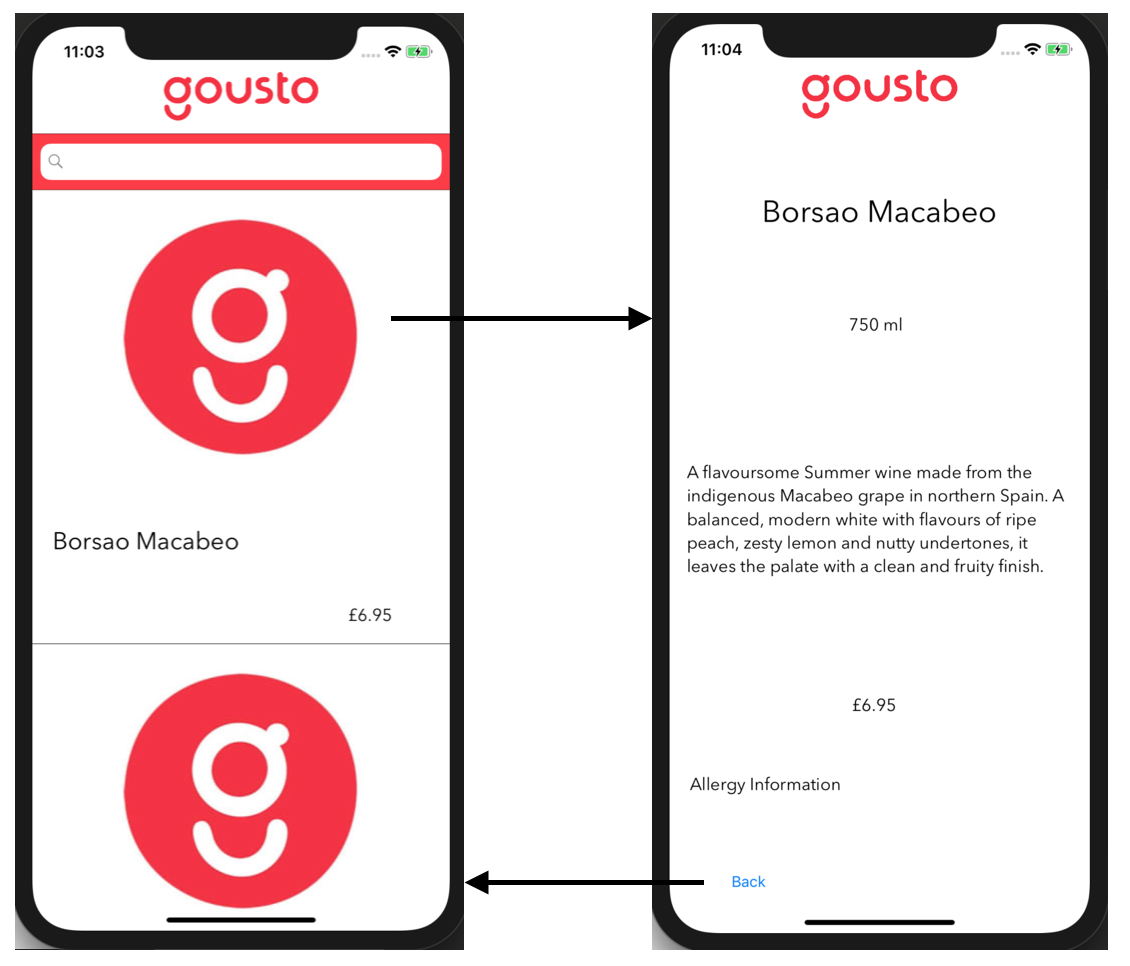 11:03
gousto
g
Borsao Macabeo
£6.95
g
11:04
gousto
Borsao Macabeo
750 ml
A flavoursome Summer wine made from the
indigenous Macabeo grape in northern Spain. A
balanced, modern white with flavours of ripe
peach, zesty lemon and nutty undertones, it
leaves the palate with a clean and fruity finish.
£6.95
Allergy Information
Back